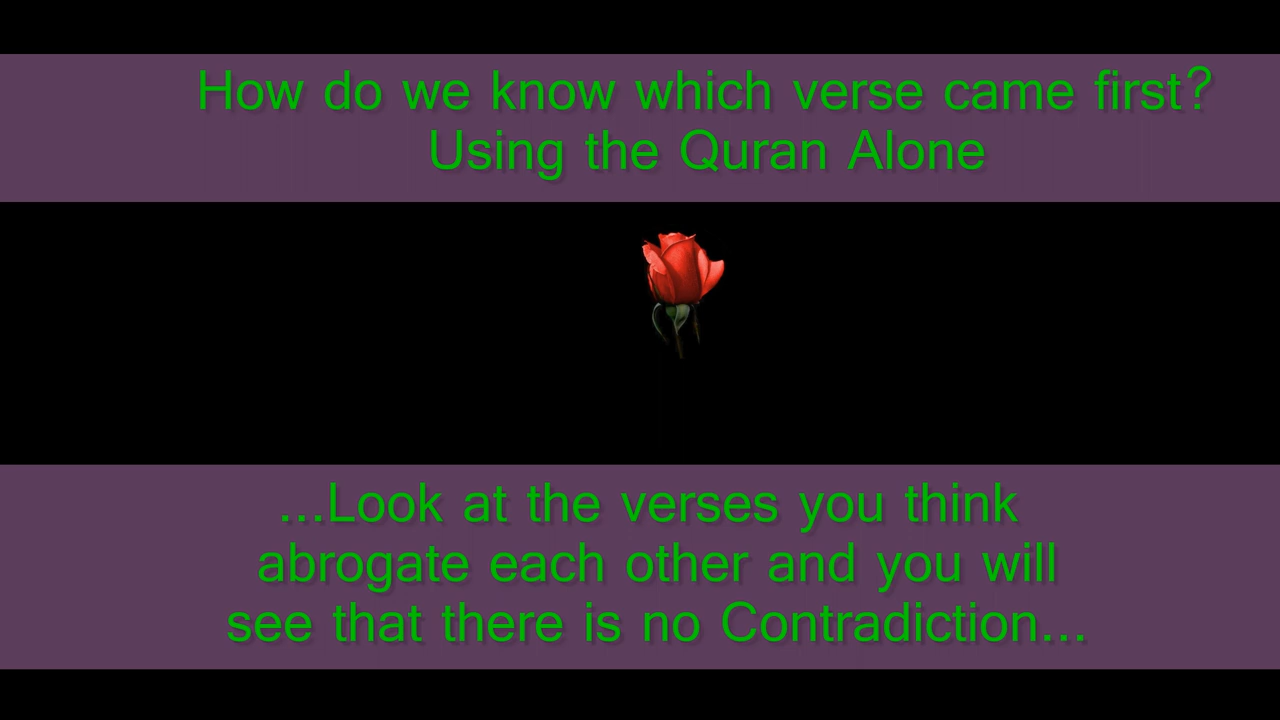 How do we know which verse came first?
Using the Quran Alone
...Look at the verses you think
abrogate each other and you will
see that there is no Contradiction...